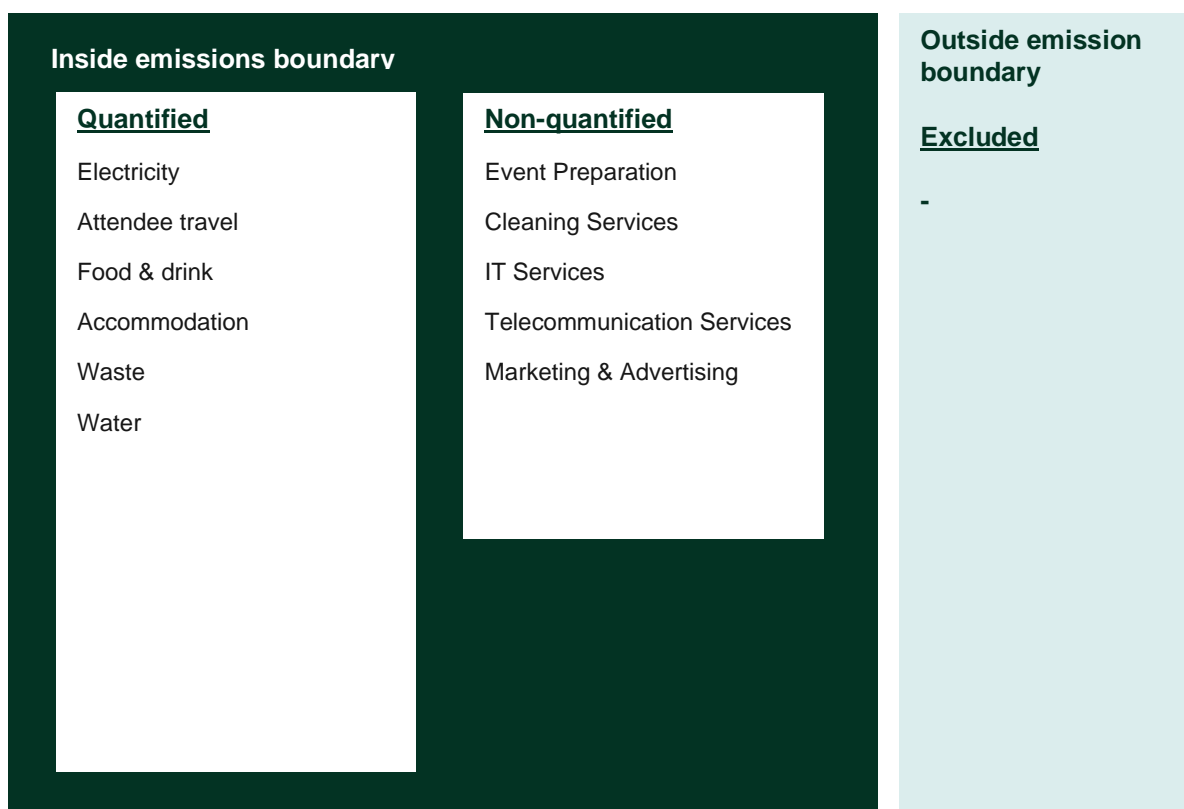 Inside emissions boundary
Quantified
Electricity
Attendee travel
Food & drink
Accommodation
Waste
Water
Non-quantified
Event Preparation
Cleaning Services
IT Services
Telecommunication Services
Marketing & Advertising
Outside emission
boundary
Excluded
-